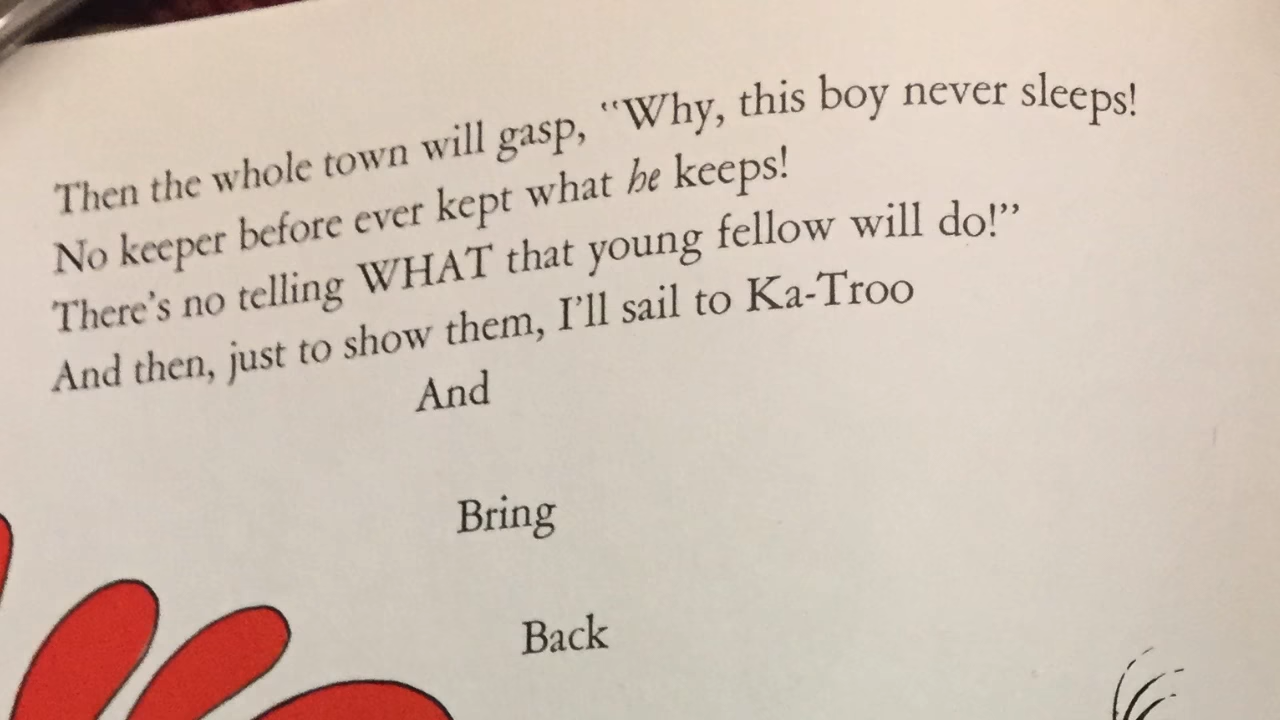 Then the whole town will gasp, “Why, this boy never sleeps!
No keeper before ever kept what he keeps!
There’s no telling WHAT that young fellow will do!”
And then, just to show them, I’ll sail to Ka-Troo
And
Bring
Back